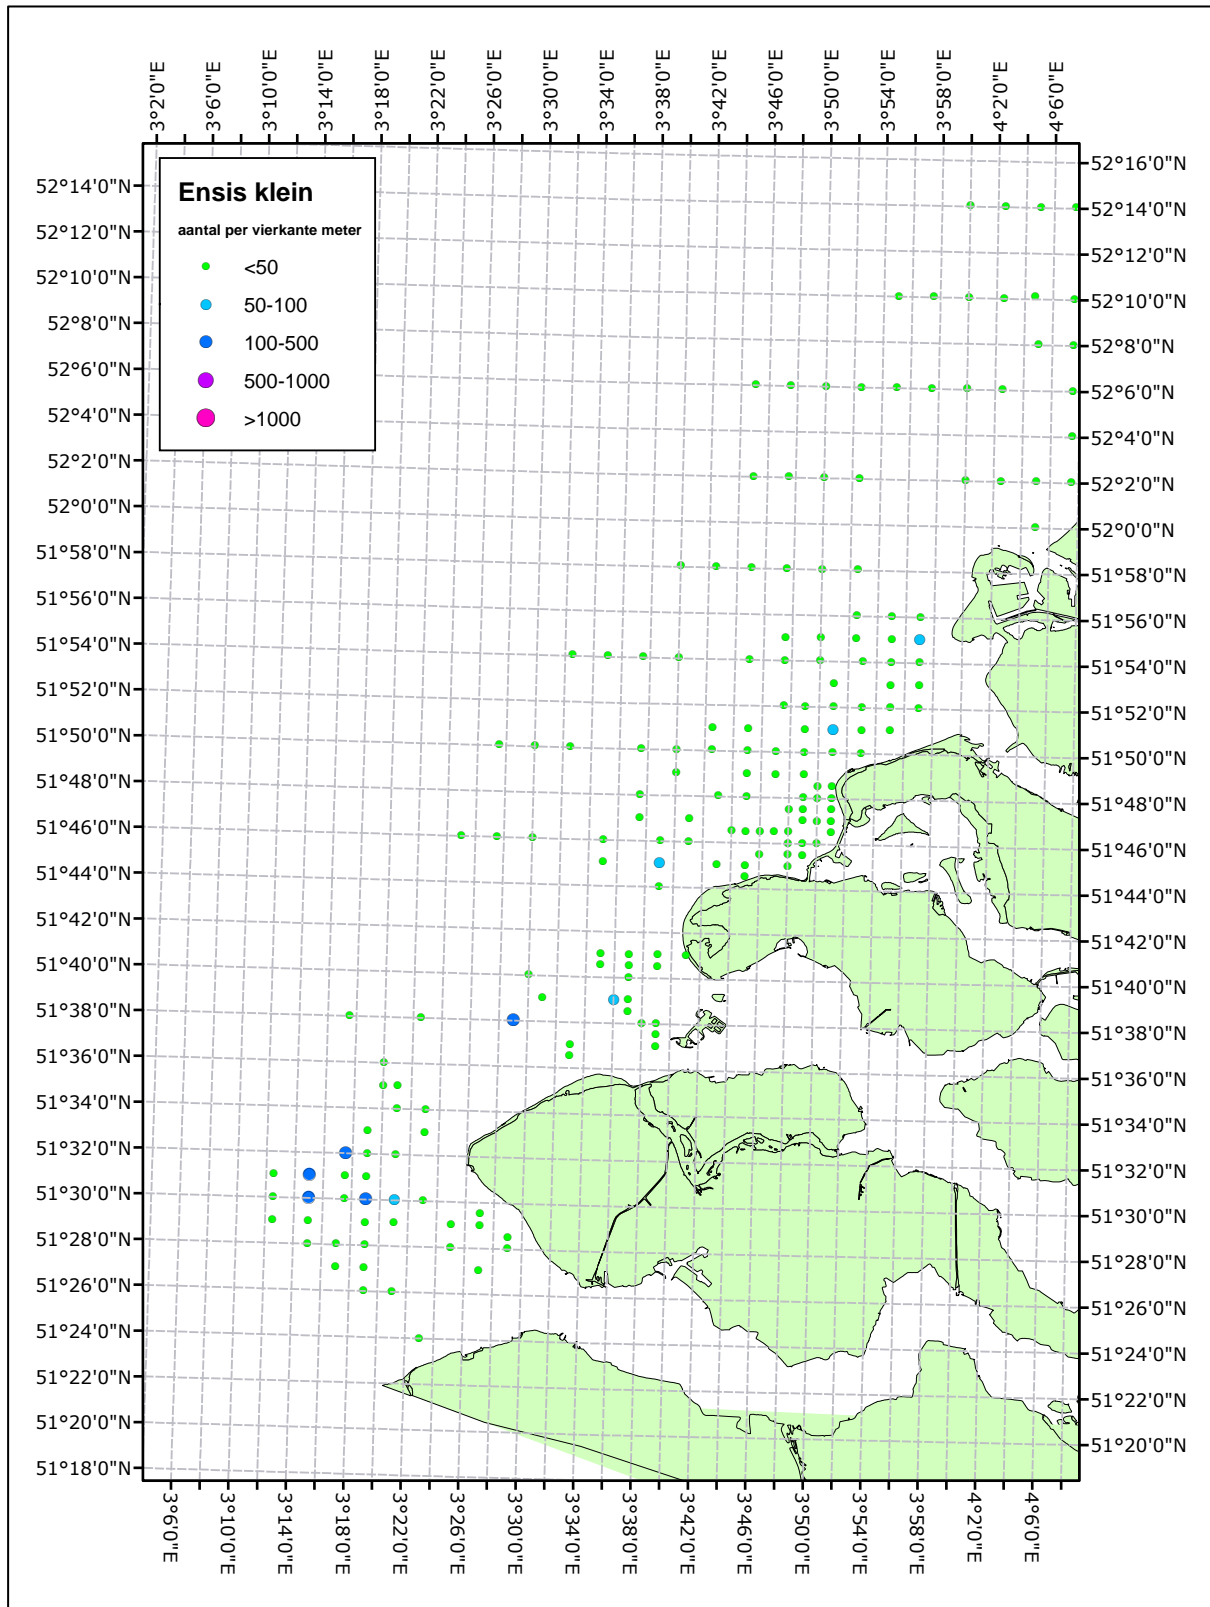 3°2'0"E
3°6'0"E
3°10'0"E
3°14'0"E
3°18'0"E
3°22'0"E
3°26'0"E
3°30'0"E
3°34'0"E
3°38'0"E
3°42'0"E
3°46'0"E
3°50'0"E
3°54'0"E
3°58'0"E
4°2'0"E
4°6'0"E
Ensis klein
aantal per vierkante meter
<50
50-100
100-500
500-1000
>1000
52°14'0"N
52°12'0"N
52°10'0"N
52°8'0"N
52°6'0"N
52°4'0"N
52°2'0"N
52°0'0"N
51°58'0"N
51°56'0"N
51°54'0"N
51°52'0"N
51°50'0"N
51°48'0"N
51°46'0"N
51°44'0"N
51°42'0"N
51°40'0"N
51°38'0"N
51°36'0"N
51°34'0"N
51°32'0"N
51°30'0"N
51°28'0"N
51°26'0"N
51°24'0"N
51°22'0"N
51°20'0"N
51°18'0"N
52°16'0"N
52°14'0"N
52°12'0"N
52°10'0"N
52°8'0"N
52°6'0"N
52°4'0"N
52°2'0"N
52°0'0"N
51°58'0"N
51°56'0"N
51°54'0"N
51°52'0"N
51°50'0"N
51°48'0"N
51°46'0"N
51°44'0"N
51°42'0"N
51°40'0"N
51°38'0"N
51°36'0"N
51°34'0"N
51°32'0"N
51°30'0"N
51°28'0"N
51°26'0"N
51°24'0"N
51°22'0"N
51°20'0"N
3°6'0"E
3°10'0"E
3°14'0"E
3°18'0"E
3°22'0"E
3°26'0"E
3°30'0"E
3°34'0"E
3°38'0"E
3°42'0"E
3°46'0"E
3°50'0"E
3°54'0"E
3°58'0"E
4°2'0"E
4°6'0"E